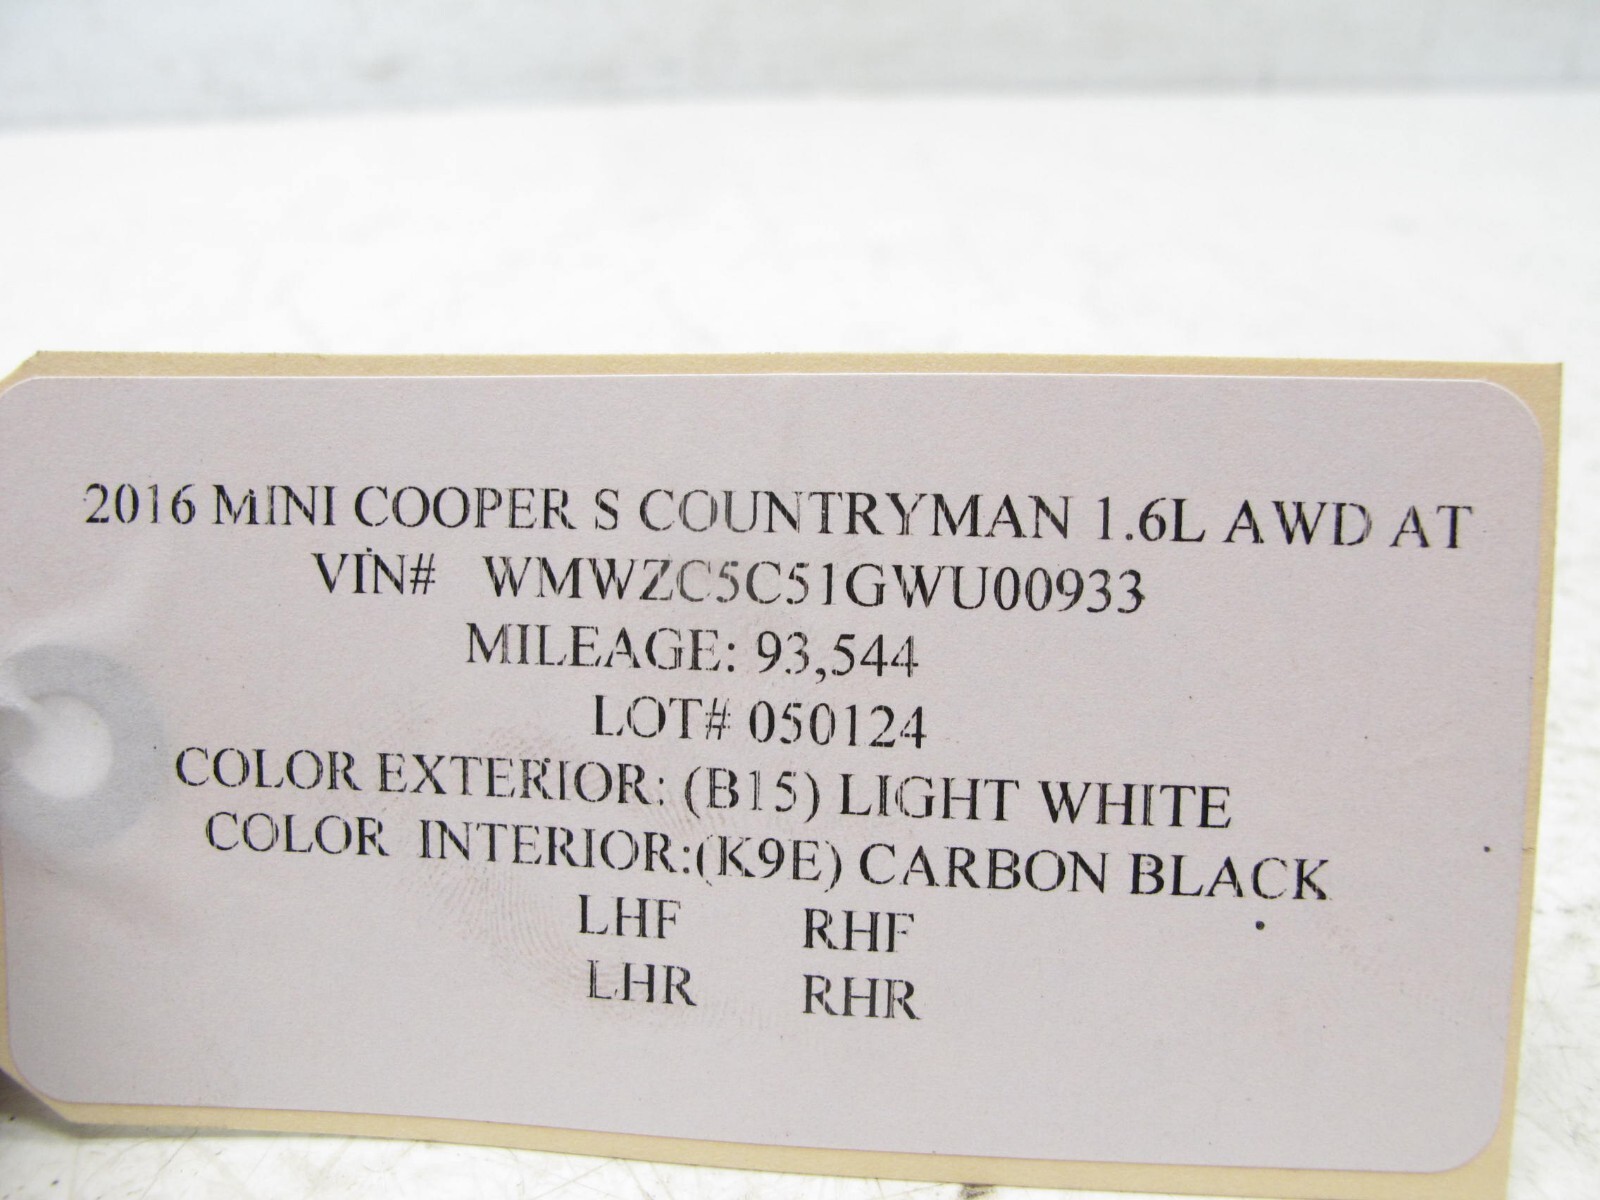 2016 MINI COOPER S COUNTRYMAN 1.6L AWD AT
VIN# WMWZC5C51GWU00933
MILEAGE: 93,544
LOT# 050124
COLOR EXTERIOR: (B15) LIGHT WHITE
COLOR INTERIOR:(K9E) CARBON BLACK
LHF RHF
LHR RHR